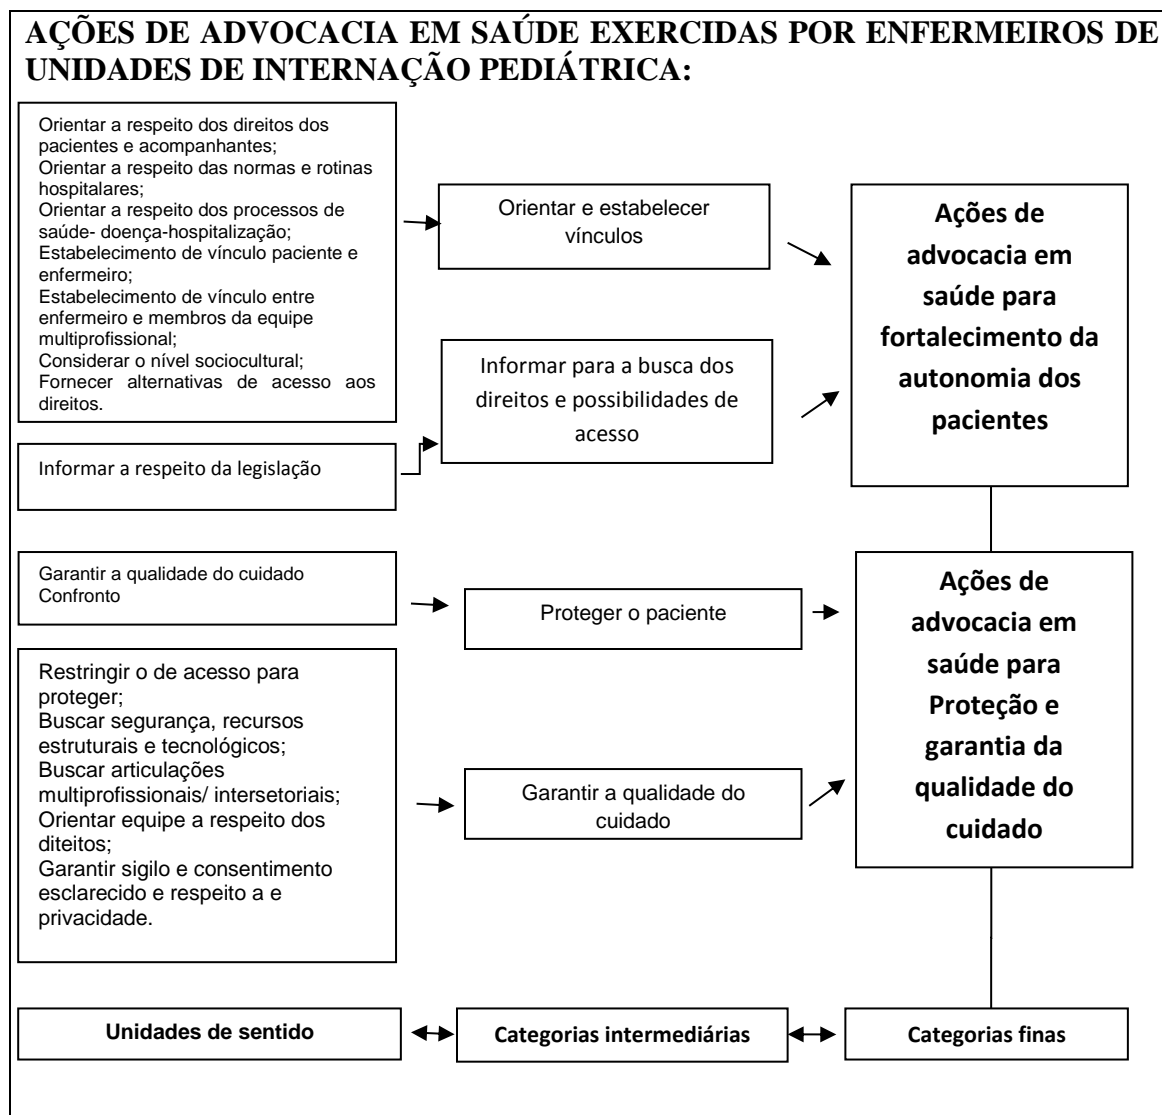 AÇÕES DE ADVOCACIA EM SAÚDE EXERCIDAS POR ENFERMEIROS DE
UNIDADES DE INTERNAÇÃO PEDIÁTRICA:
Orientar a respeito dos direitos dos
pacientes e acompanhantes;
Orientar a respeito das normas e rotinas
hospitalares;
Orientar a respeito dos processos de
saúde- doença-hospitalização;
Estabelecimento de vínculo paciente e
enfermeiro;
Estabelecimento de vínculo entre
enfermeiro e membros da equipe
multiprofissional;
Considerar o nível sociocultural;
Fornecer alternativas de acesso aos
direitos.
Orientar e estabelecer
vínculos
Ações de
advocacia em
saúde para
fortalecimento da
autonomia dos
pacientes
Informar para a busca dos
direitos e possibilidades de
acesso
Informar a respeito da legislação
Garantir a qualidade do cuidado
Confronto
Proteger o paciente
Ações de
advocacia em
saúde para
Proteção e
garantia da
qualidade do
cuidado
Restringir o de acesso para
proteger;
Buscar segurança, recursos
estruturais e tecnológicos;
Buscar articulações
multiprofissionais/ intersetoriais;
Orientar equipe a respeito dos
diteitos;
Garantir sigilo e consentimento
esclarecido e respeito a e
privacidade.
Garantir a qualidade do
cuidado
Unidades de sentido
Categorias intermediárias
Categorias finas